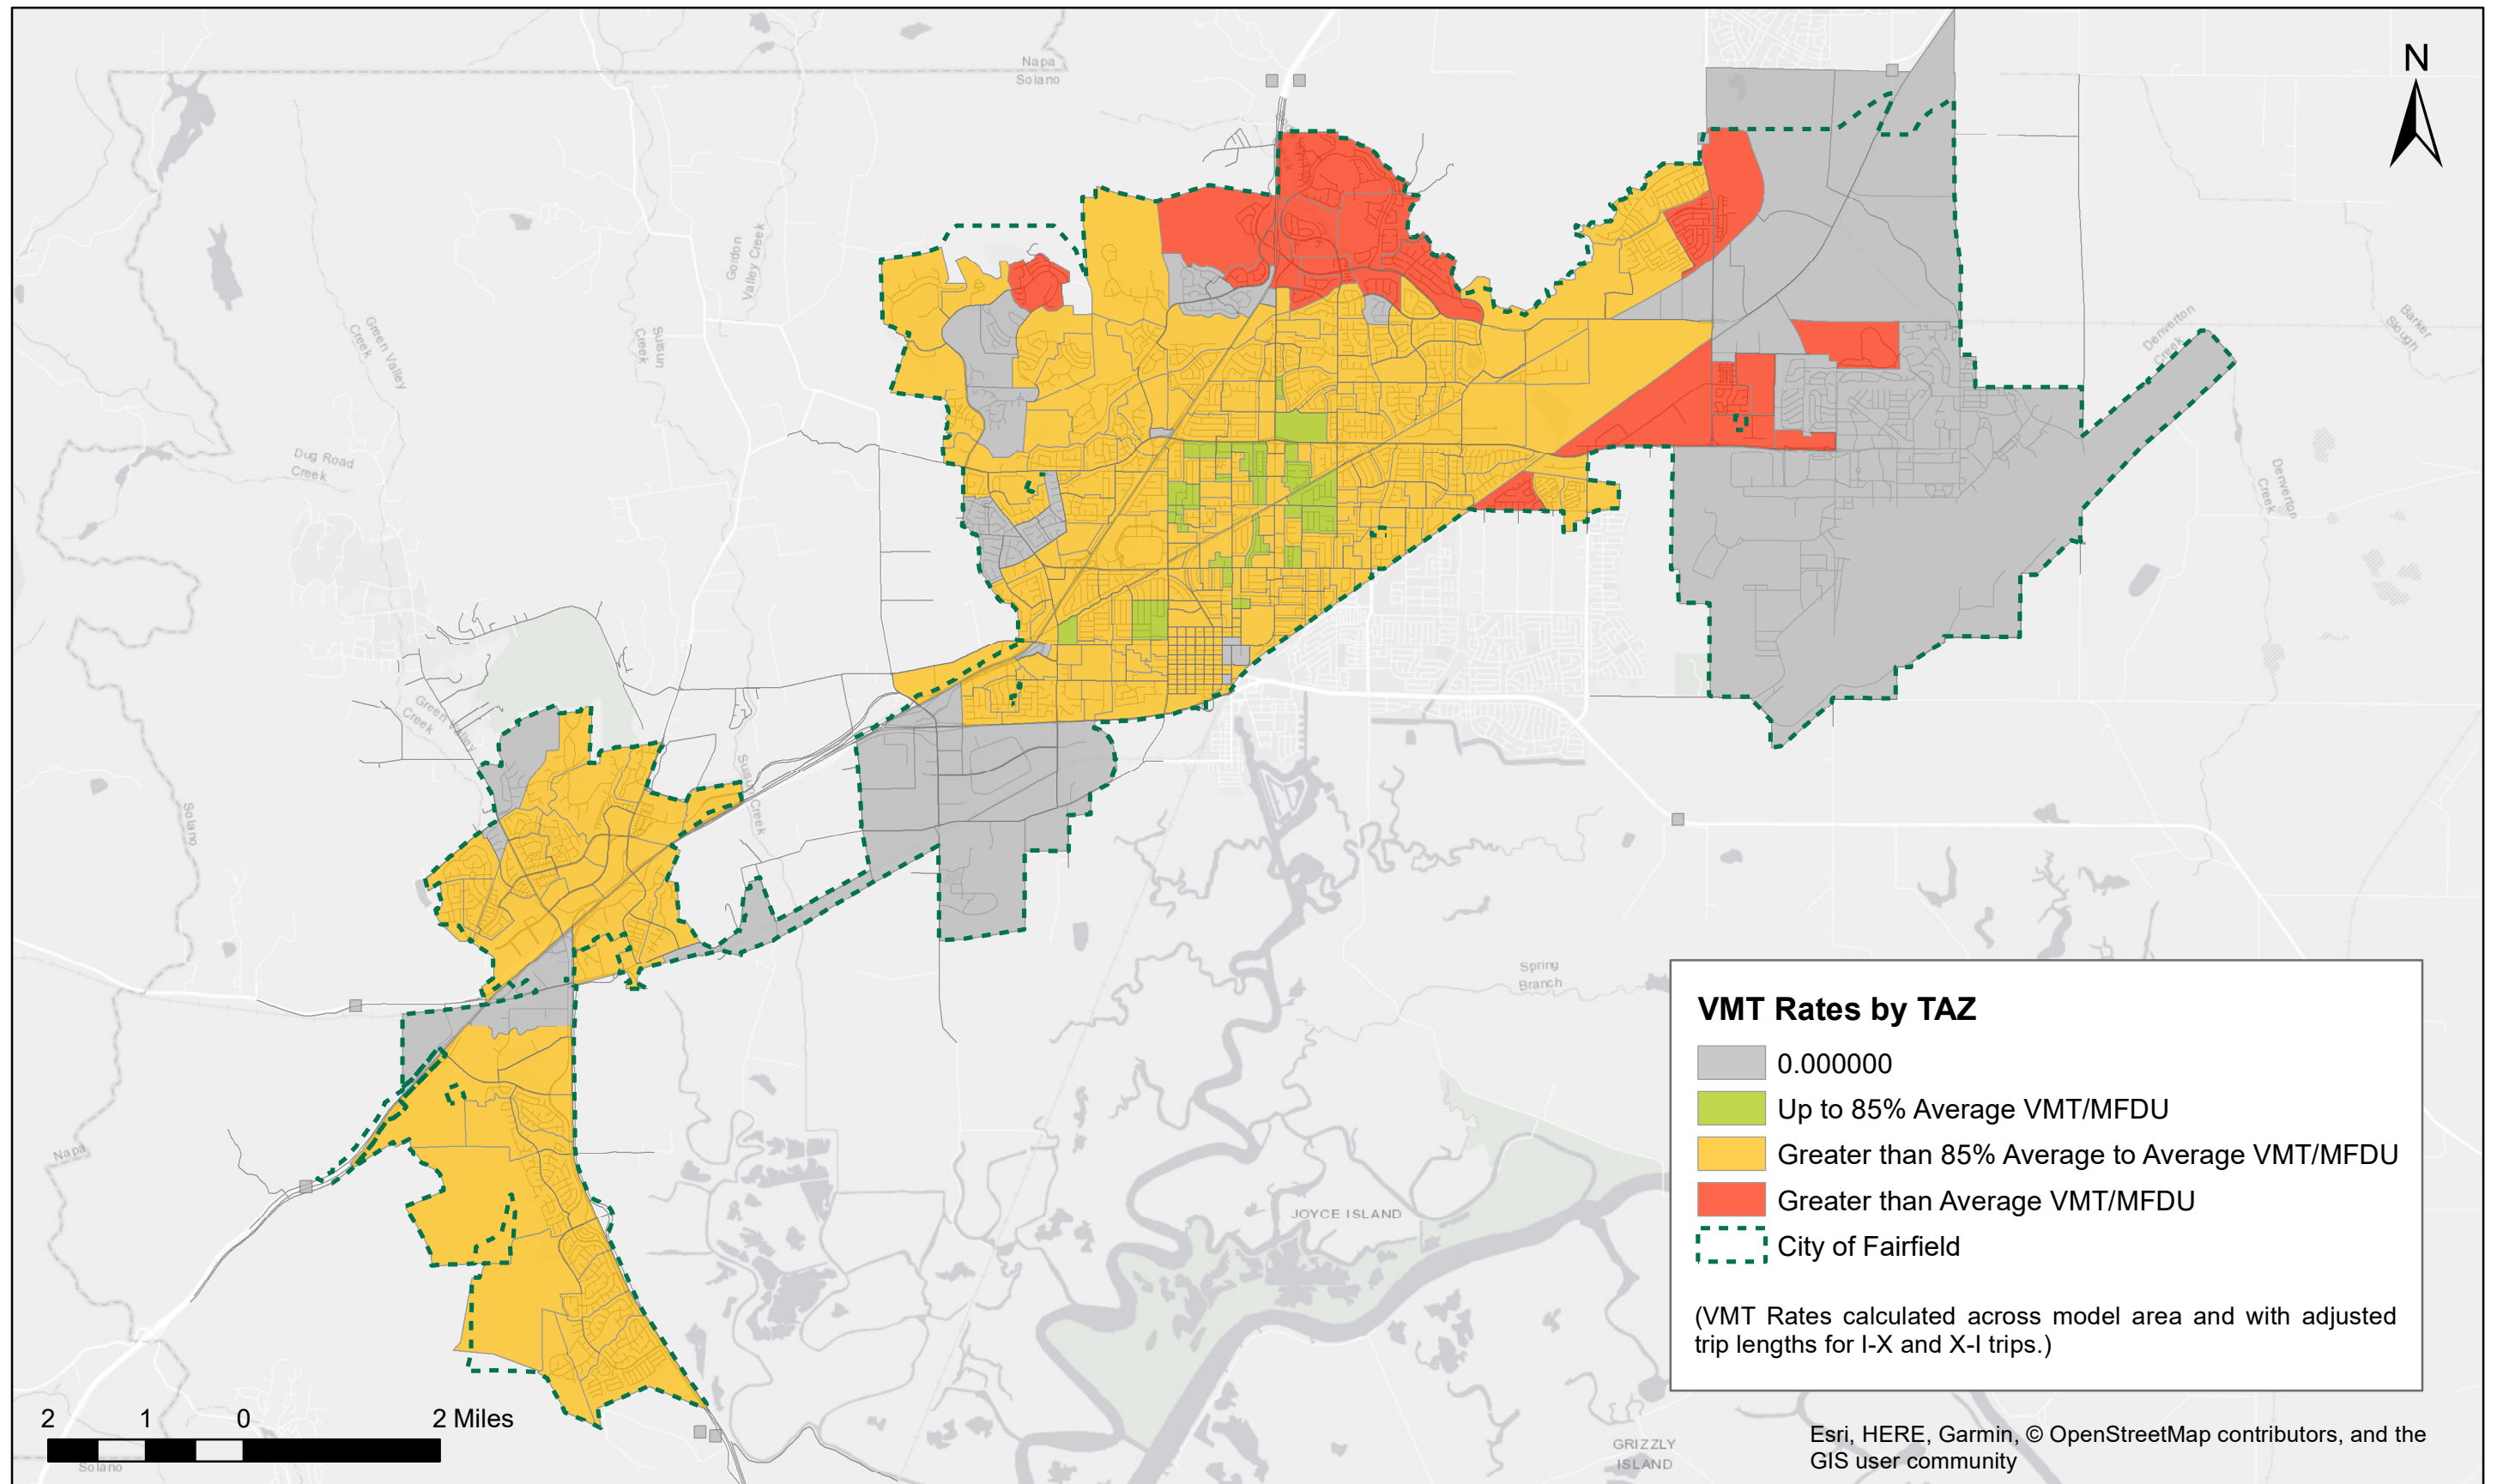 Napa
Solano
N
Gordon
Valley Creek
Green Valley
Creek
Suisun
Creek
Denverton
Creek
Barker
Slough
Dug Road
Creek
Denverton
Creek
Green Valley
Creek
Suisun Creek
Solano
Spring
Branch
VMT Rates by TAZ
0.000000
Up to 85% Average VMT/MFDU
Greater than 85% Average to Average VMT/MFDU
Greater than Average VMT/MFDU
City of Fairfield
(VMT Rates calculated across model area and with adjusted
trip lengths for I-X and X-I trips.)
Napa
JOYCE ISLAND
2 1 0 2 Miles
Solano
GRIZZLY
ISLAND
Esri, HERE, Garmin, © OpenStreetMap contributors, and the
GIS user community